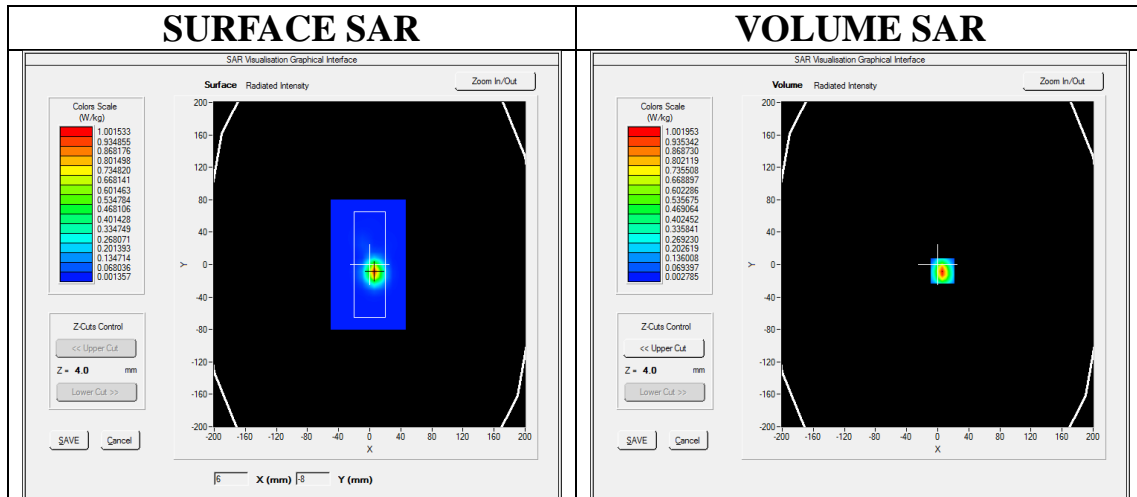 SURFACE SAR
SAR Visualisation Graphical Interface
Surface Radiated Intensity
Zoom In/Out
Colors Scale
(W/kg)
1.001533
0.934855
0.868176
0.801498
0.734820
0.668141
0.601463
0.534784
0.468106
0.401428
0.334749
0.268071
0.201393
0.134714
0.068036
0.001357
Z-Cuts Control
<< Upper Cut
Z = 4.0 mm
Lower Cut >>
SAVE Cancel
200
160
120
80
40
0
-40
-80
-120
-160
-200
Y
-200 -160 -120 -80 -40 0 40 80 120 160 200
X
6 X (mm) -8 Y (mm)
VOLUME SAR
SAR Visualisation Graphical Interface
Volume Radiated Intensity
Zoom In/Out
Colors Scale
(W/kg)
1.001953
0.935342
0.868730
0.802119
0.735508
0.668897
0.602286
0.535675
0.469064
0.402452
0.335841
0.269230
0.202619
0.136008
0.069397
0.002785
Z-Cuts Control
<< Upper Cut
Z = 4.0 mm
Lower Cut >>
SAVE Cancel
200
160
120
80
40
0
-40
-80
-120
-160
-200
Y
-200 -160 -120 -80 -40 0 40 80 120 160 200
X